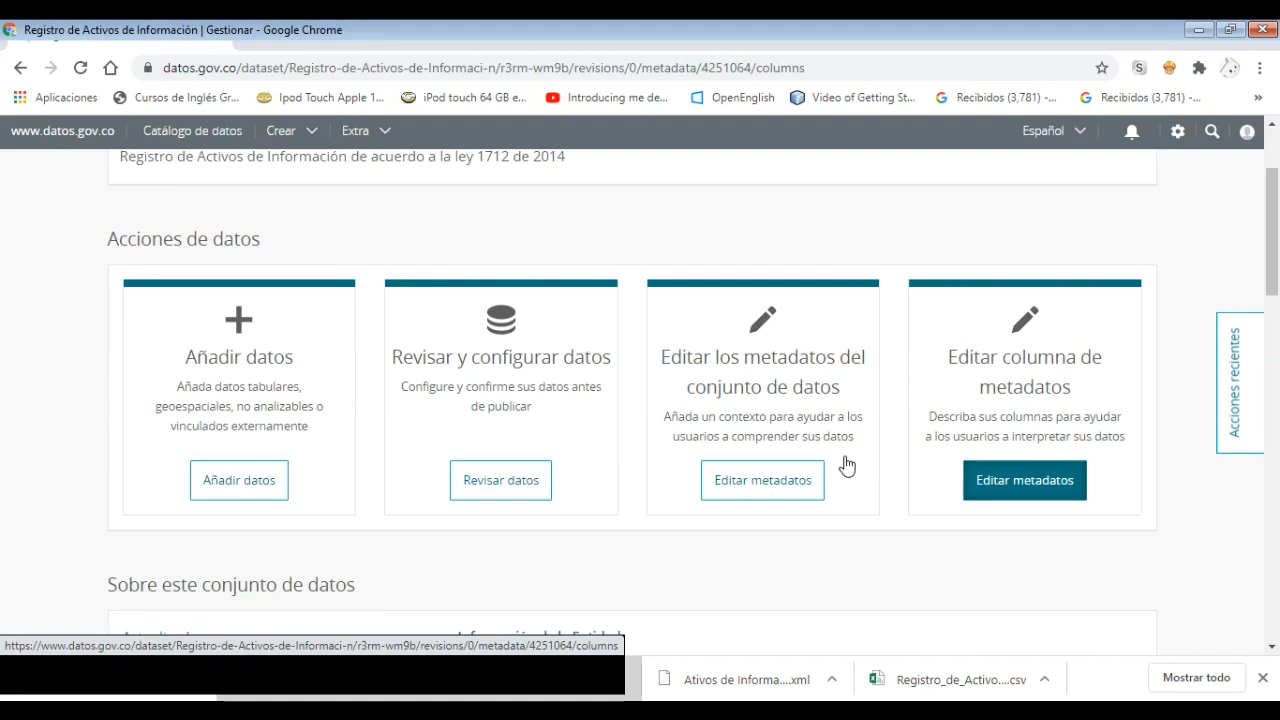 Registro de Activos de Información | Gestionar - Google Chrome
datos.gov.co/dataset/Registro-de-Activos-de-Informaci-n/r3rm-wm9b/revisions/0/metadata/4251064/columns
Aplicaciones
Cursos de Inglés Gr...
Ipod Touch Apple 1...
iPod touch 64 GB e...
Introducing me de...
OpenEnglish
Video of Getting St...
Recibidos (3,781) -...
Recibidos (3,781) -...
»
www.datos.gov.co
Catálogo de datos
Crear
Extra
Español
Registro de Activos de Información de acuerdo a la ley 1712 de 2014
Acciones de datos
Añadir datos
Añada datos tabulares,
geoespaciales, no analizables o
vinculados externamente
Añadir datos
Revisar y configurar datos
Configure y confirme sus datos antes
de publicar
Revisar datos
Editar los metadatos del
conjunto de datos
Añada un contexto para ayudar a los
usuarios a comprender sus datos
Editar metadatos
Editar columna de
metadatos
Describa sus columnas para ayudar
a los usuarios a interpretar sus datos
Editar metadatos
Acciones recientes
Sobre este conjunto de datos
https://www.datos.gov.co/dataset/Registro-de-Activos-de-Informaci-n/r3rm-wm9b/revisions/0/metadata/4251064/columns
Ativos de Informa....xml
Registro_de_Activo....csv
Mostrar todo